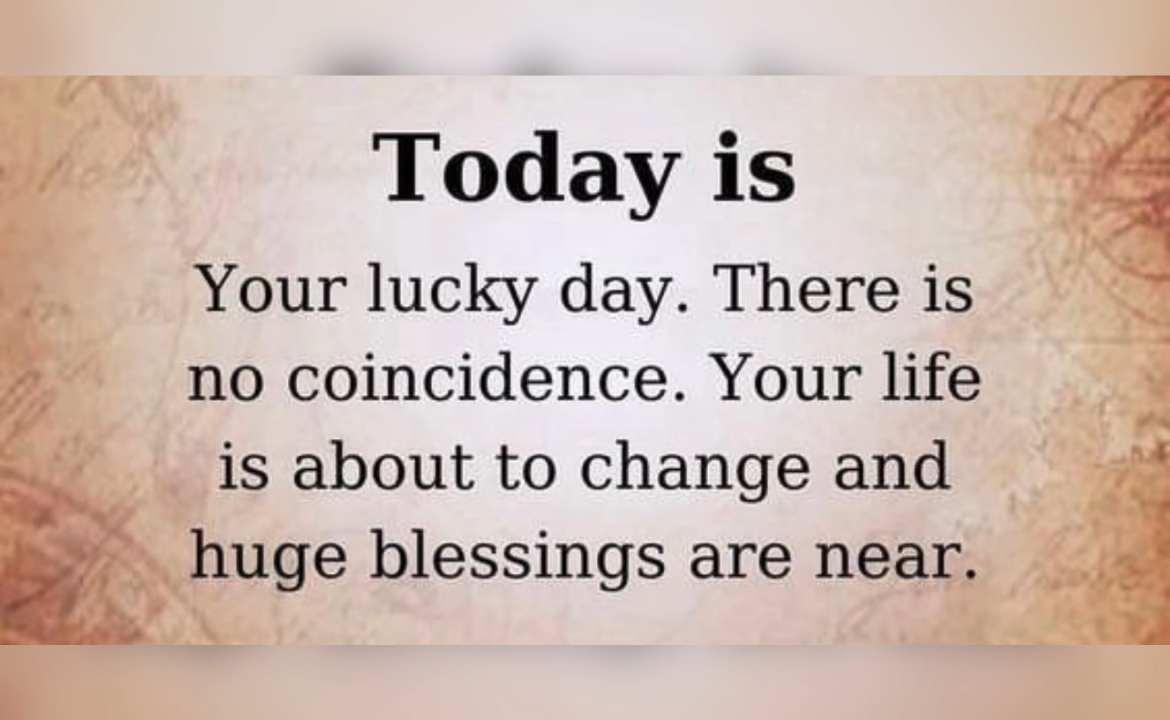 Today is
Your lucky day. There is
no coincidence. Your life
is about to change and
huge blessings are near.